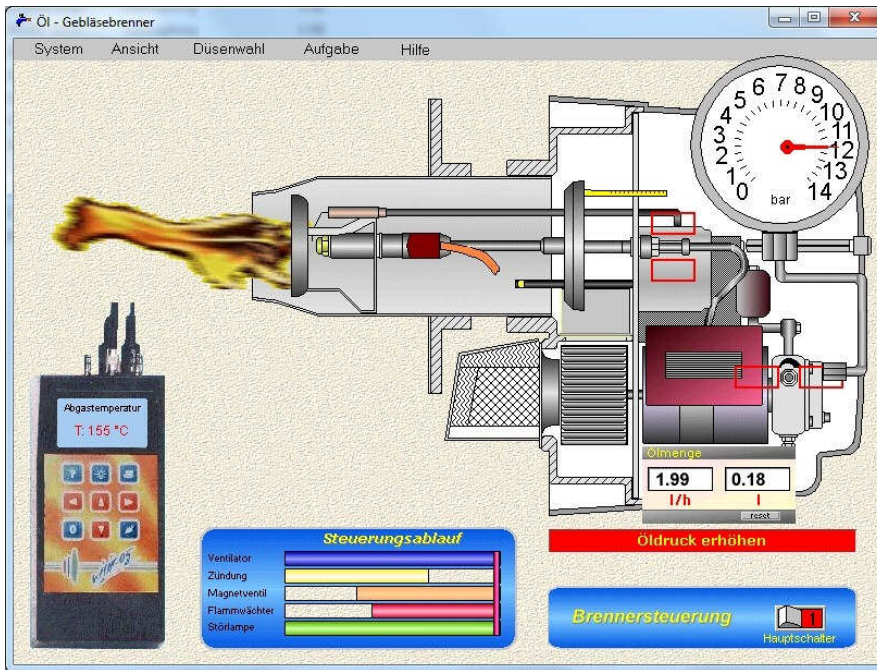 Öl - Gebläsebrenner
System Ansicht Düsenwahl Aufgabe Hilfe
0 1 2 3 4 5 6 7 8 9 10 11 12 13 14
bar
Abgastemperatur
T: 155 °C
Ölmenge
1.99 0.18
l/h l
reset
Steuerungsablauf
Ventilator
Zündung
Magnetventil
Flammwächter
Störlampe
Öldruck erhöhen
Brennersteuerung
1
Hauptschalter